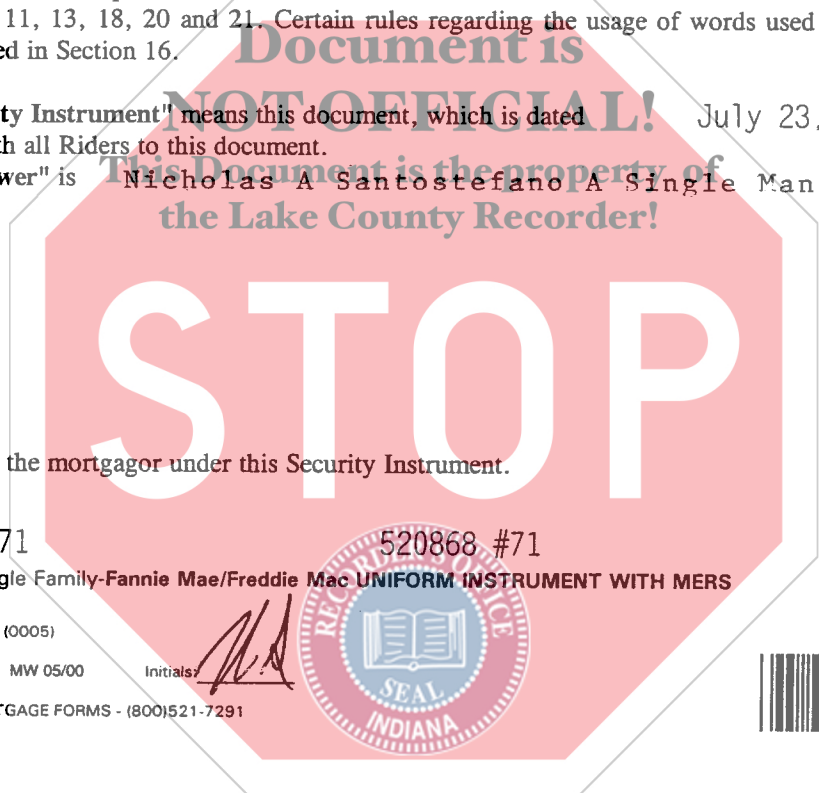 11, 13, 18, 20 and 21. Certain rules regarding the usage of words used
ed in Section 16.
Document is
NOT OFFICIAL!
ty Instrument" means this document, which is dated July 23,
h all Riders to this document.
This Document is the property of
wer" is Nicholas A Santostefano A Single Man
the Lake County Recorder!
STOP
the mortgagor under this Security Instrument.
71 520868 #71
gle Family-Fannie Mae/Freddie Mac UNIFORM INSTRUMENT WITH MERS
(0005)
MW 05/00 Initials:
TGAGE FORMS - (800)521-7291
RECORDER'S OFFICE
SEAL
INDIANA